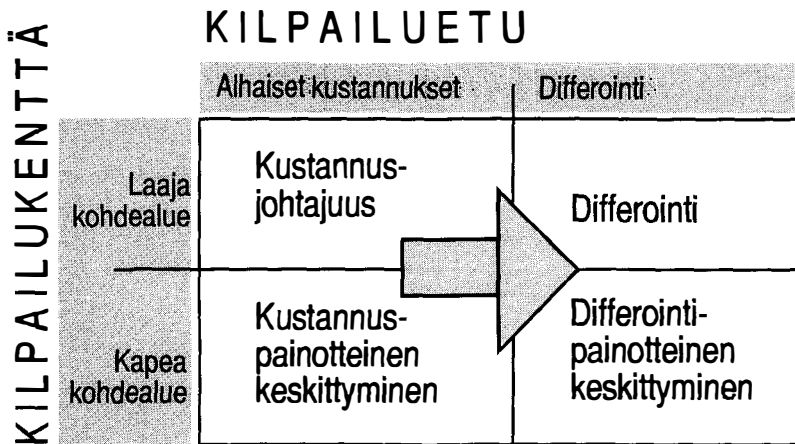 KILPAILUETU
KILPAILUKENTTÄ
Alhaiset kustannukset
Differointi
Laaja
kohdealue
Kustannus-
johtajuus
Differointi
Kapea
kohdealue
Kustannus-
painotteinen
keskittyminen
Differointi-
painotteinen
keskittyminen